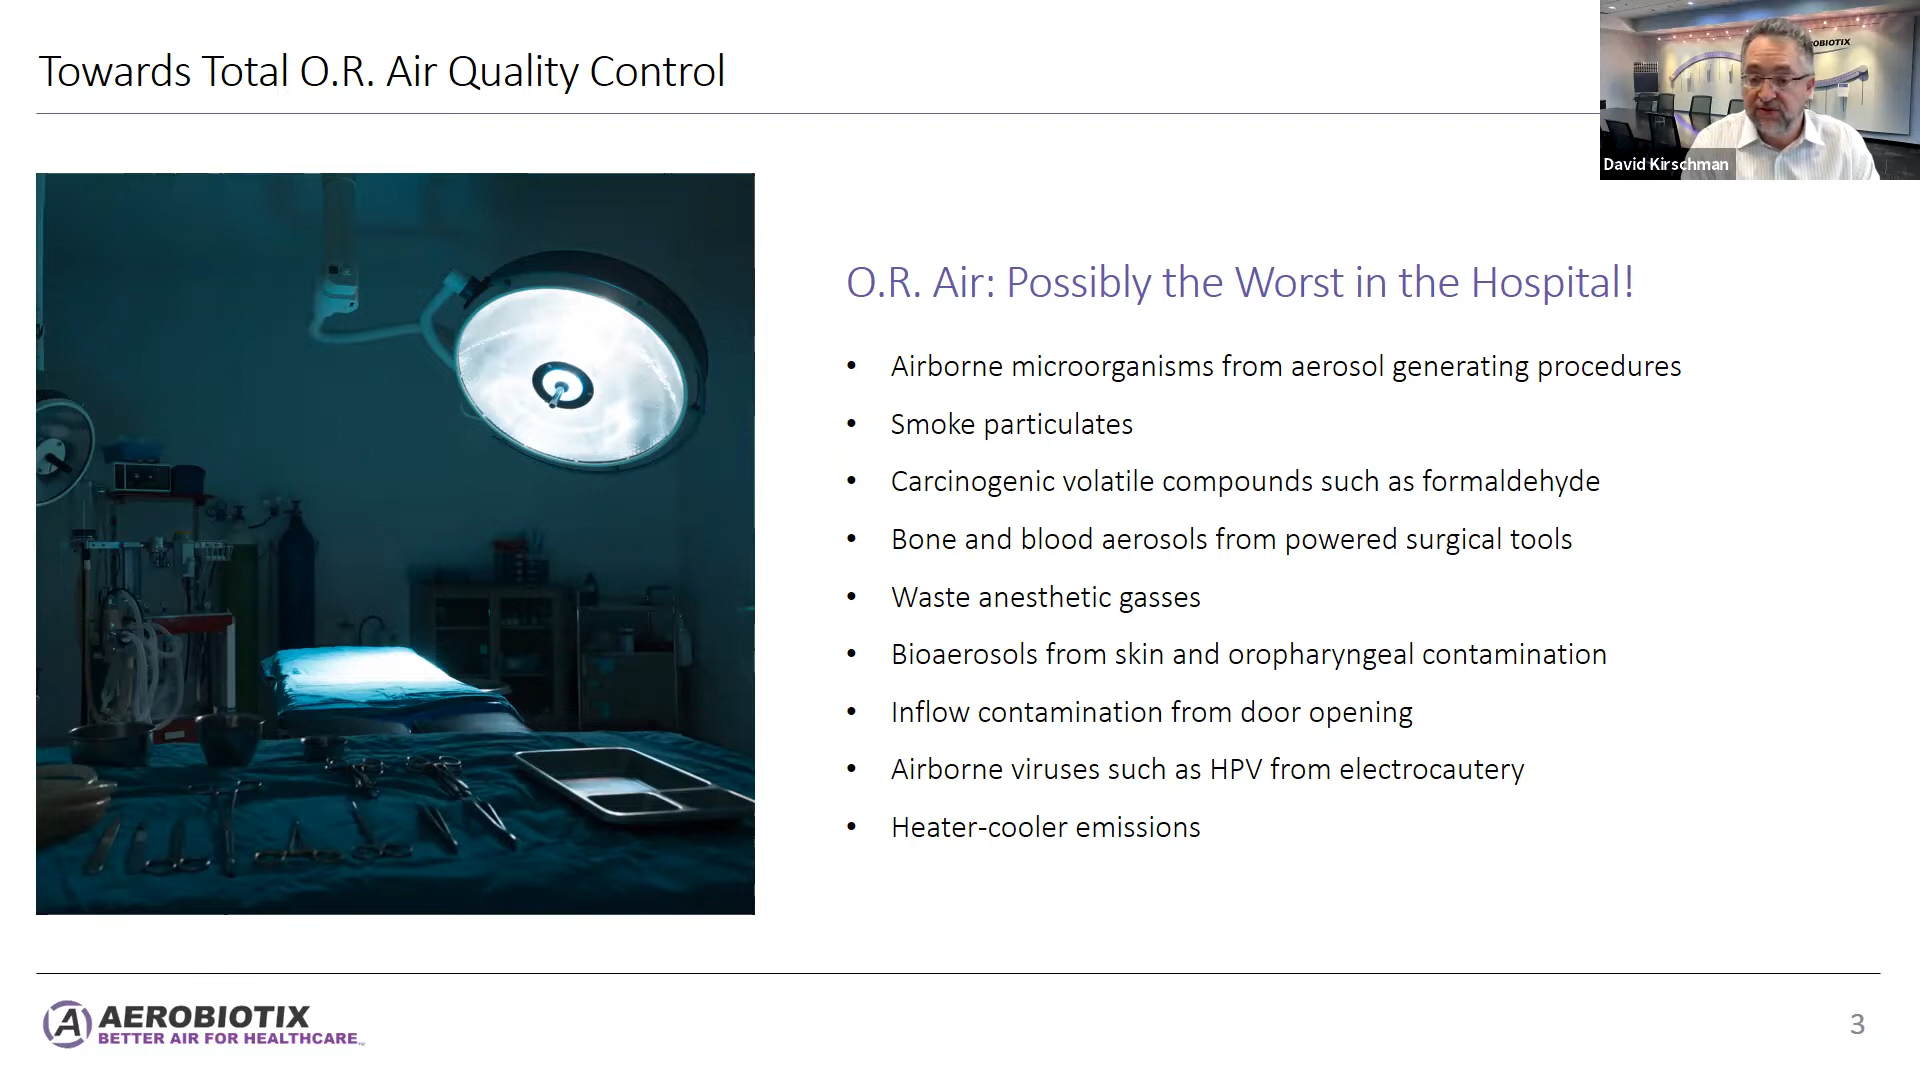 Towards Total O.R. Air Quality Control
OBIOTIX
David Kirschman
O.R. Air: Possibly the Worst in the Hospital!
• Airborne microorganisms from aerosol generating procedures
• Smoke particulates
• Carcinogenic volatile compounds such as formaldehyde
• Bone and blood aerosols from powered surgical tools
• Waste anesthetic gasses
• Bioaerosols from skin and oropharyngeal contamination
• Inflow contamination from door opening
• Airborne viruses such as HPV from electrocautery
• Heater-cooler emissions
A AEROBIOTIX
BETTER AIR FOR HEALTHCARE
3